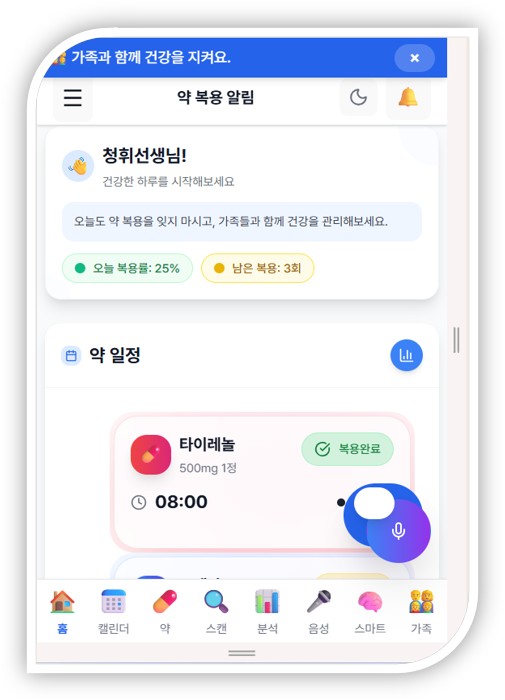 가족과 함께 건강을 지켜요.
약 복용 알림
청휘선생님!
건강한 하루를 시작해보세요
오늘도 약 복용을 잊지 마시고, 가족들과 함께 건강을 관리해보세요.
오늘 복용률: 25%
남은 복용: 3회
약 일정
타이레놀
복용완료
500mg 1정
08:00
홈
캘린더
약
스캔
분석
음성
스마트
가족